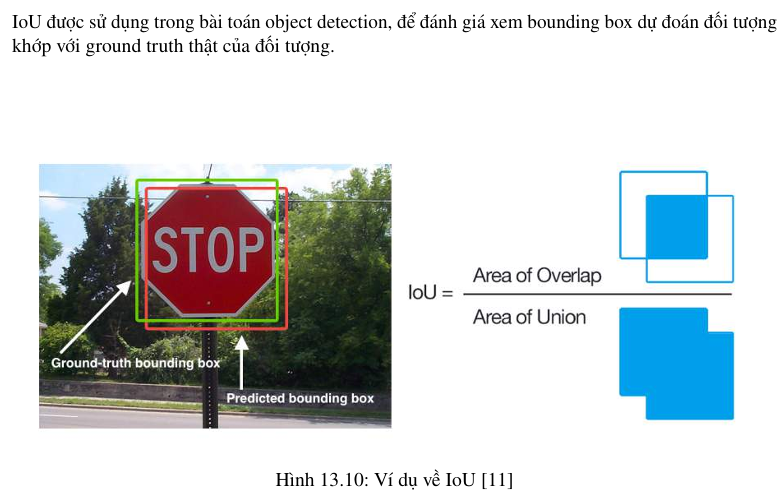 IoU được sử dụng trong bài toán object detection, để đánh giá xem bounding box dự đoán đối tượng
khớp với ground truth thật của đối tượng.
STOP
Ground-truth bounding box
Predicted bounding box
IoU =
Area of Overlap
Area of Union
Hình 13.10: Ví dụ về IoU [11]